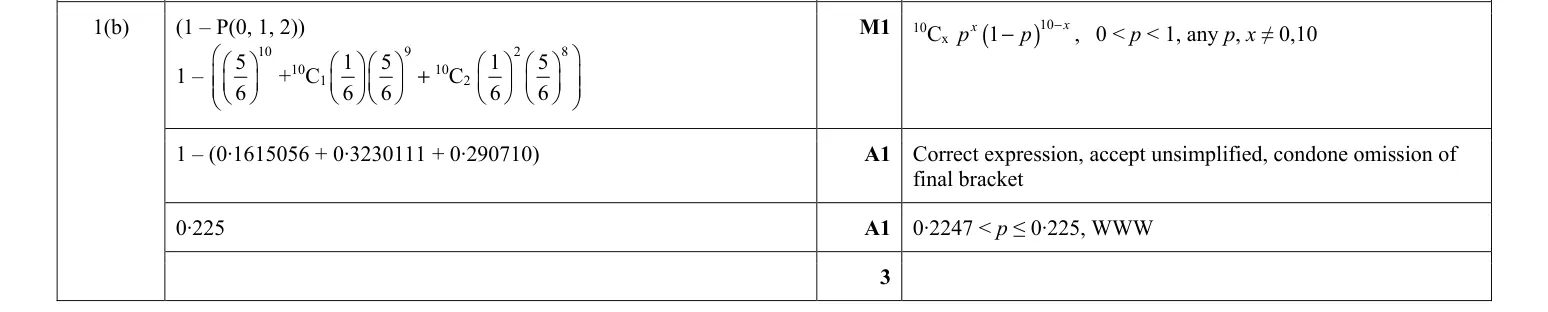 1(b) (1 – P(0, 1, 2)) M1 ¹⁰Cₓ pˣ(1 − p)¹⁰⁻ˣ, 0 < p < 1, any p, x ≠ 0,10
1 – ((5/6)¹⁰ +¹⁰C₁(1/6)(5/6)⁹ + ¹⁰C₂(1/6)²(5/6)⁸)
1 – (0·1615056 + 0·3230111 + 0·290710) A1 Correct expression, accept unsimplified, condone omission of
final bracket
0·225 A1 0·2247 < p ≤ 0·225, WWW
3